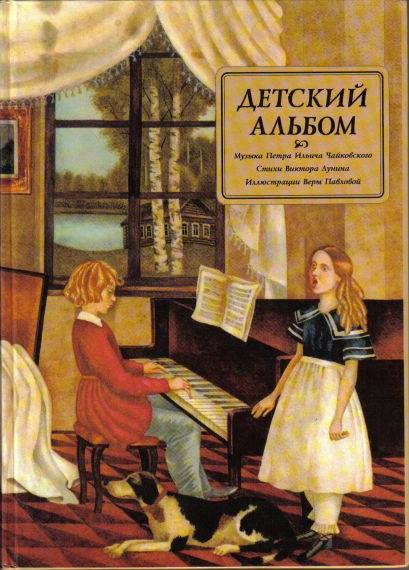 ДЕТСКИЙ
АЛЬБОМ
Музыка Петра Ильича Чайковского
Стихи Виктора Лунина
Иллюстрации Веры Павловой